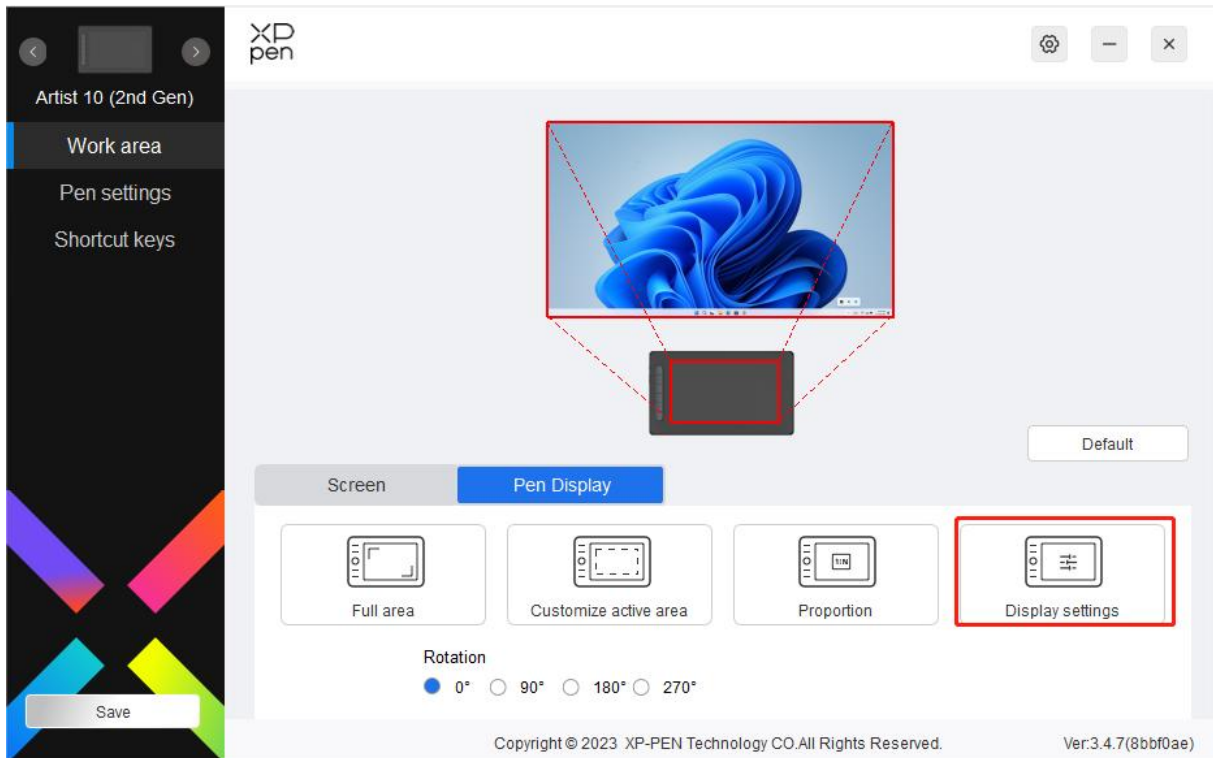 XP
pen
Artist 10 (2nd Gen)
Work area
Pen settings
Shortcut keys
Default
Screen
Pen Display
1:N
Full area
Customize active area
Proportion
Display settings
Rotation
0° 90° 180° 270°
Save
Copyright © 2023 XP-PEN Technology CO.All Rights Reserved.
Ver:3.4.7(8bbf0ae)